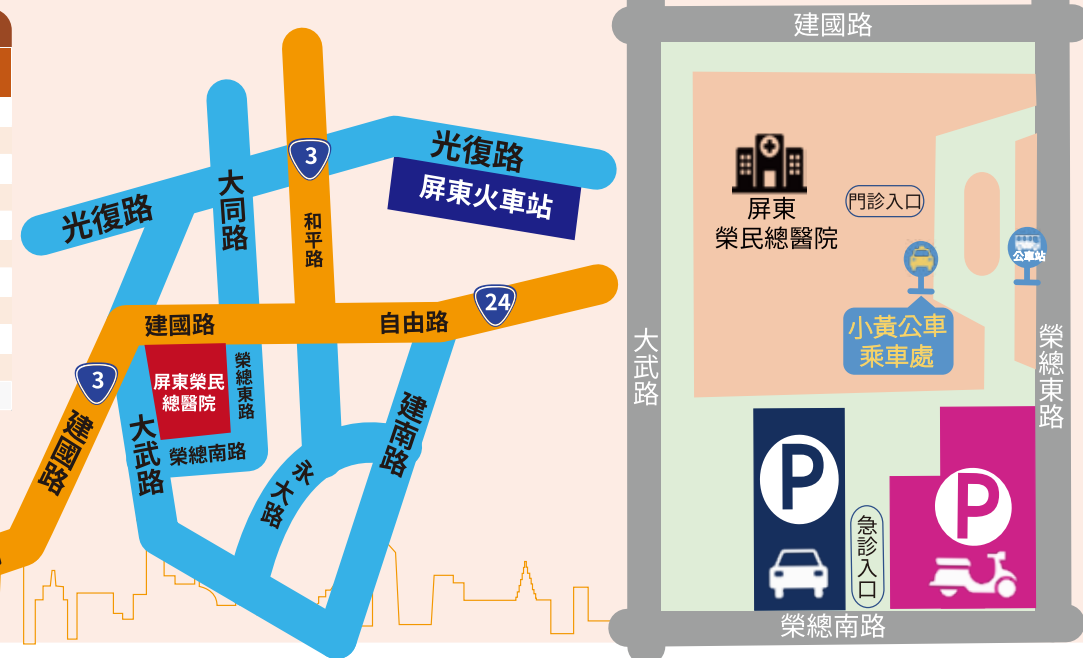 光復路
大同路
3
和平路
光復路
屏東火車站
建國路
自由路
24
3
建國路
屏東榮民
總醫院
榮總東路
大武路
榮總南路
永大路
建南路
建國路
屏東
榮民總醫院
門診入口
公車站
小黃公車
乘車處
大武路
榮總東路
P
急診入口
P
榮總南路